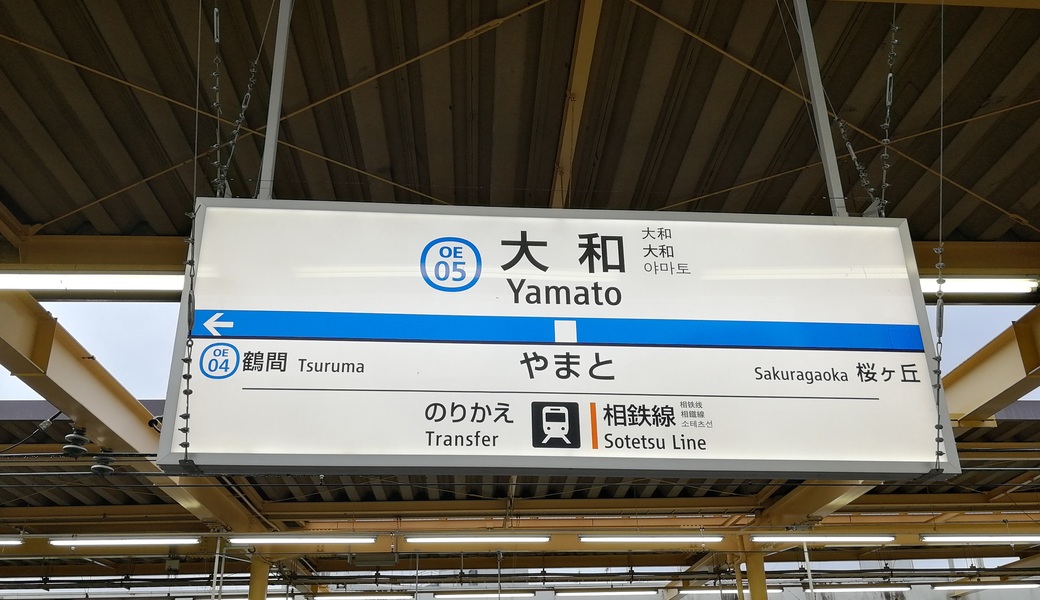 OE
05
大和
大和
大和
야마토
Yamato
←
OE
04
鶴間 Tsuruma
やまと
Sakuragaoka 桜ヶ丘
のりかえ
Transfer
相鉄線
相铁线
相鐵線
소테츠선
Sotetsu Line